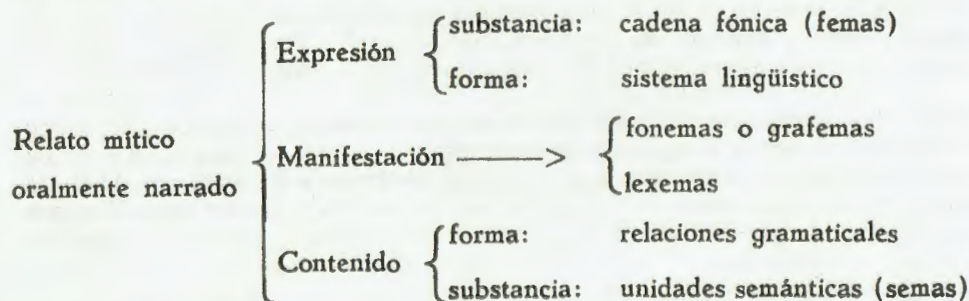 substancia: cadena fónica (femas)
Expresión
forma: sistema lingüístico
Relato mítico
oralmente narrado
fonemas o grafemas
Manifestación ———>
lexemas
forma: relaciones gramaticales
Contenido
substancia: unidades semánticas (semas)